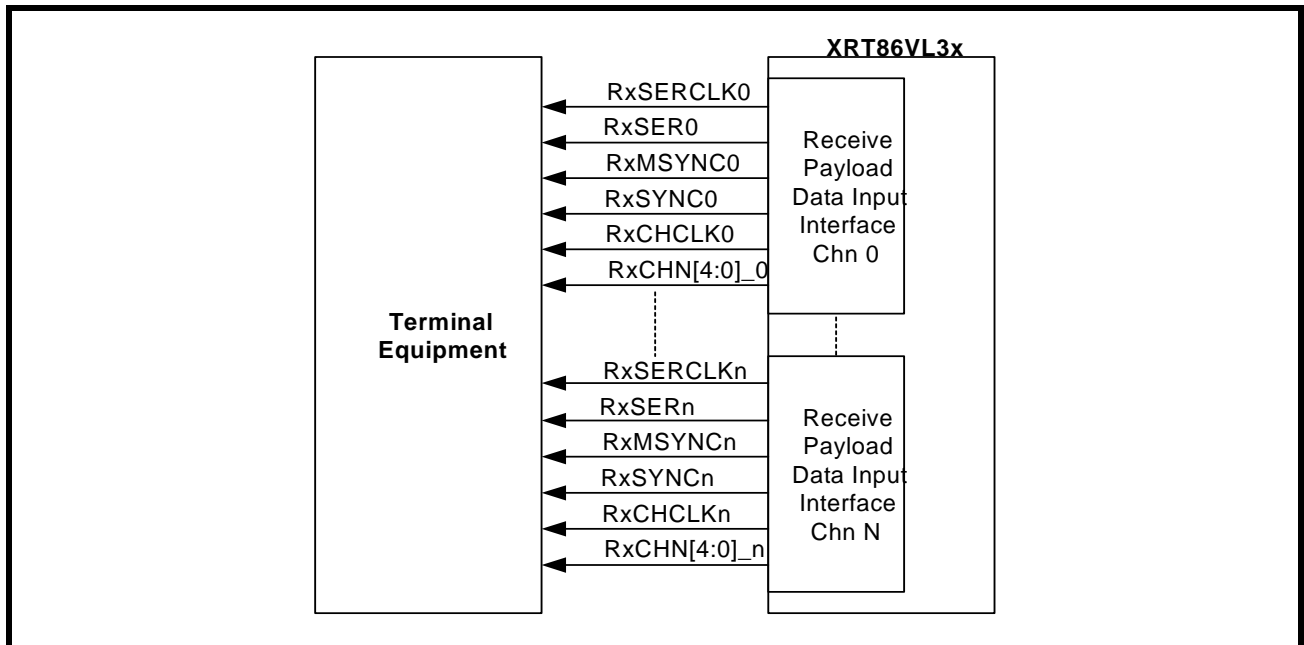 XRT86VL3x
RxSERCLK0
RxSER0
RxMSYNC0
RxSYNC0
RxCHCLK0
RxCHN[4:0]_0
Receive
Payload
Data Input
Interface
Chn 0
Terminal
Equipment
RxSERCLKn
RxSERn
RxMSYNCn
RxSYNCn
RxCHCLKn
RxCHN[4:0]_n
Receive
Payload
Data Input
Interface
Chn N